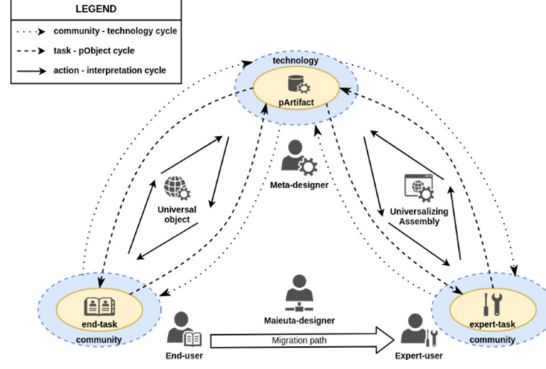 LEGEND
community - technology cycle
task - pObject cycle
action - interpretation cycle
technology
pArtifact
Meta-designer
Universal
object
Universalizing
Assembly
Maieuta-designer
end-task
community
End-user
Migration path
Expert-user
expert-task
community